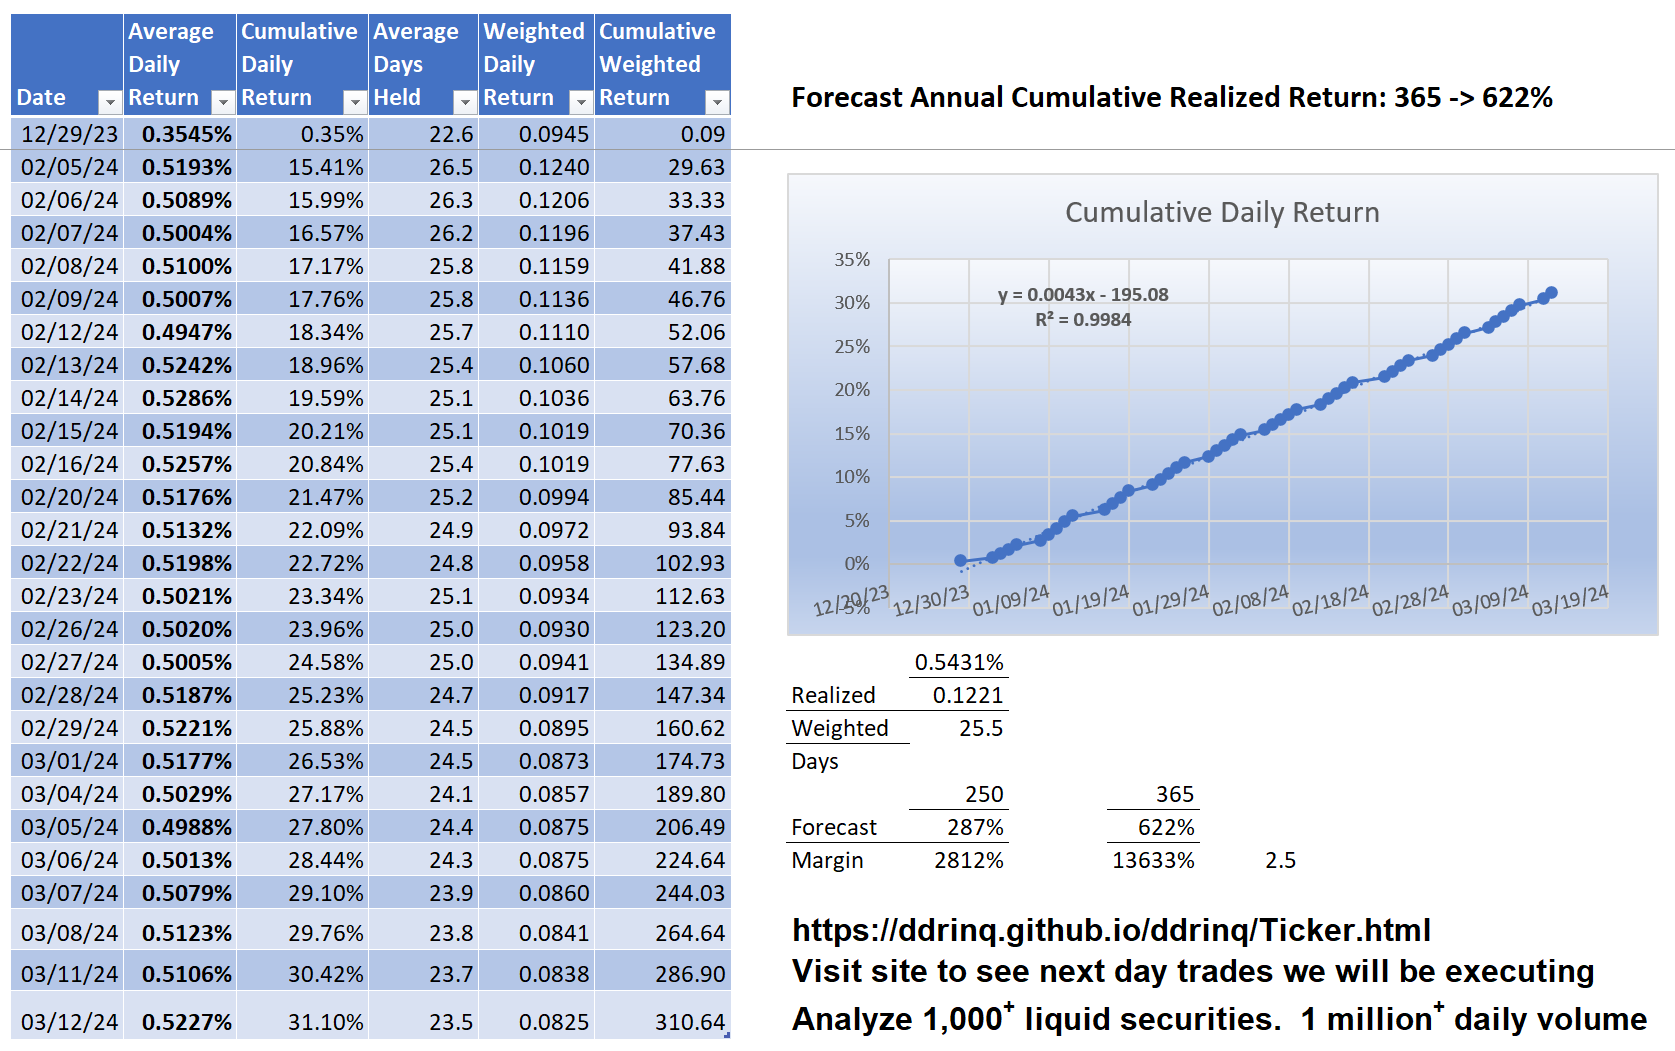 Date Average Daily Return Cumulative Daily Return Average Days Held Weighted Daily Return Cumulative Weighted Return
12/29/23 0.3545% 0.35% 22.6 0.0945 0.09
02/05/24 0.5193% 15.41% 26.5 0.1240 29.63
02/06/24 0.5089% 15.99% 26.3 0.1206 33.33
02/07/24 0.5004% 16.57% 26.2 0.1196 37.43
02/08/24 0.5100% 17.17% 25.8 0.1159 41.88
02/09/24 0.5007% 17.76% 25.8 0.1136 46.76
02/12/24 0.4947% 18.34% 25.7 0.1110 52.06
02/13/24 0.5242% 18.96% 25.4 0.1060 57.68
02/14/24 0.5286% 19.59% 25.1 0.1036 63.76
02/15/24 0.5194% 20.21% 25.1 0.1019 70.36
02/16/24 0.5257% 20.84% 25.4 0.1019 77.63
02/20/24 0.5176% 21.47% 25.2 0.0994 85.44
02/21/24 0.5132% 22.09% 24.9 0.0972 93.84
02/22/24 0.5198% 22.72% 24.8 0.0958 102.93
02/23/24 0.5021% 23.34% 25.1 0.0934 112.63
02/26/24 0.5020% 23.96% 25.0 0.0930 123.20
02/27/24 0.5005% 24.58% 25.0 0.0941 134.89
02/28/24 0.5187% 25.23% 24.7 0.0917 147.34
02/29/24 0.5221% 25.88% 24.5 0.0895 160.62
03/01/24 0.5177% 26.53% 24.5 0.0873 174.73
03/04/24 0.5029% 27.17% 24.1 0.0857 189.80
03/05/24 0.4988% 27.80% 24.4 0.0875 206.49
03/06/24 0.5013% 28.44% 24.3 0.0875 224.64
03/07/24 0.5079% 29.10% 23.9 0.0860 244.03
03/08/24 0.5123% 29.76% 23.8 0.0841 264.64
03/11/24 0.5106% 30.42% 23.7 0.0838 286.90
03/12/24 0.5227% 31.10% 23.5 0.0825 310.64
Forecast Annual Cumulative Realized Return: 365 -> 622%
Cumulative Daily Return
35%
y = 0.0043x - 195.08
30%
R² = 0.9984
25%
20%
15%
10%
5%
0%
-5%
12/20/23 12/30/23 01/09/24 01/19/24 01/29/24 02/08/24 02/18/24 02/28/24 03/09/24 03/19/24
0.5431%
Realized 0.1221
Weighted 25.5
Days
250 365
Forecast 287% 622%
Margin 2812% 13633% 2.5
https://ddrinq.github.io/ddrinq/Ticker.html
Visit site to see next day trades we will be executing
Analyze 1,000⁺ liquid securities. 1 million⁺ daily volume